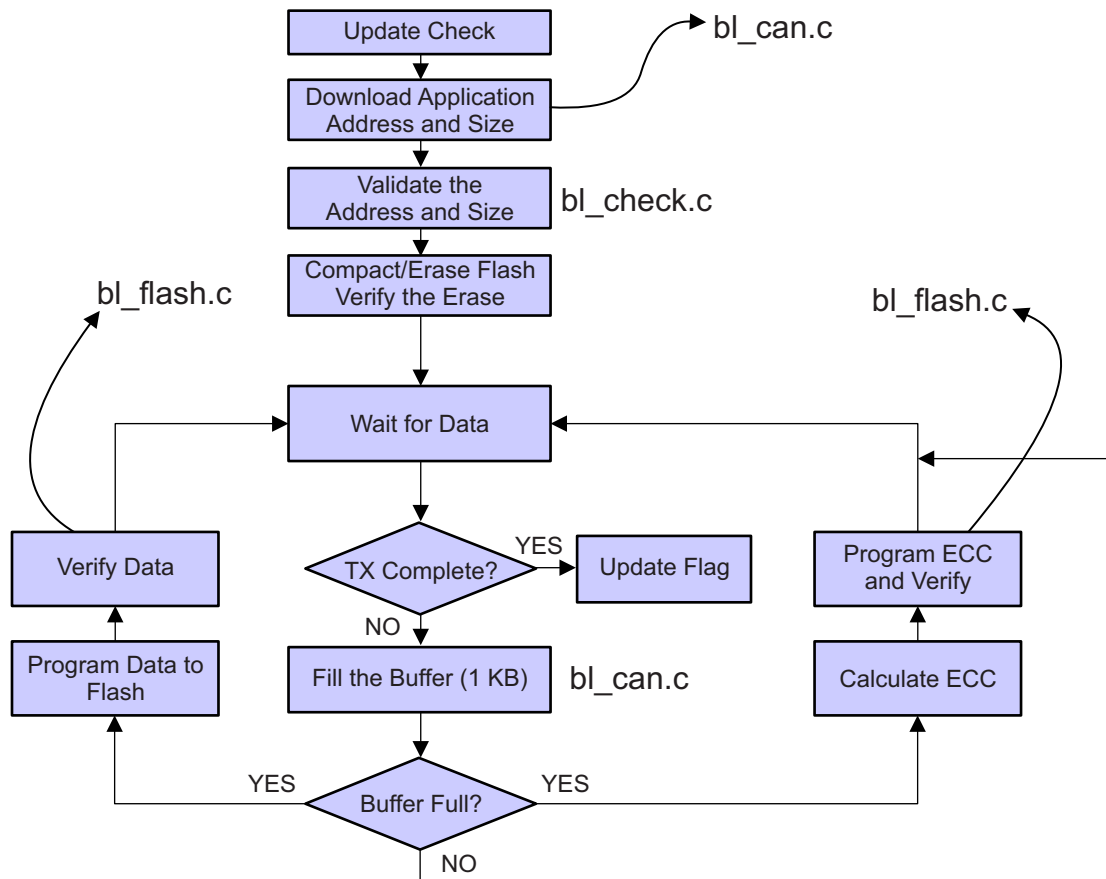 Update Check
bl_can.c
Download Application
Address and Size
Validate the
Address and Size
bl_check.c
Compact/Erase Flash
Verify the Erase
bl_flash.c
bl_flash.c
Wait for Data
TX Complete?
YES
Update Flag
NO
Verify Data
Program ECC
and Verify
Program Data to
Flash
Fill the Buffer (1 KB)
bl_can.c
Calculate ECC
YES
Buffer Full?
YES
NO